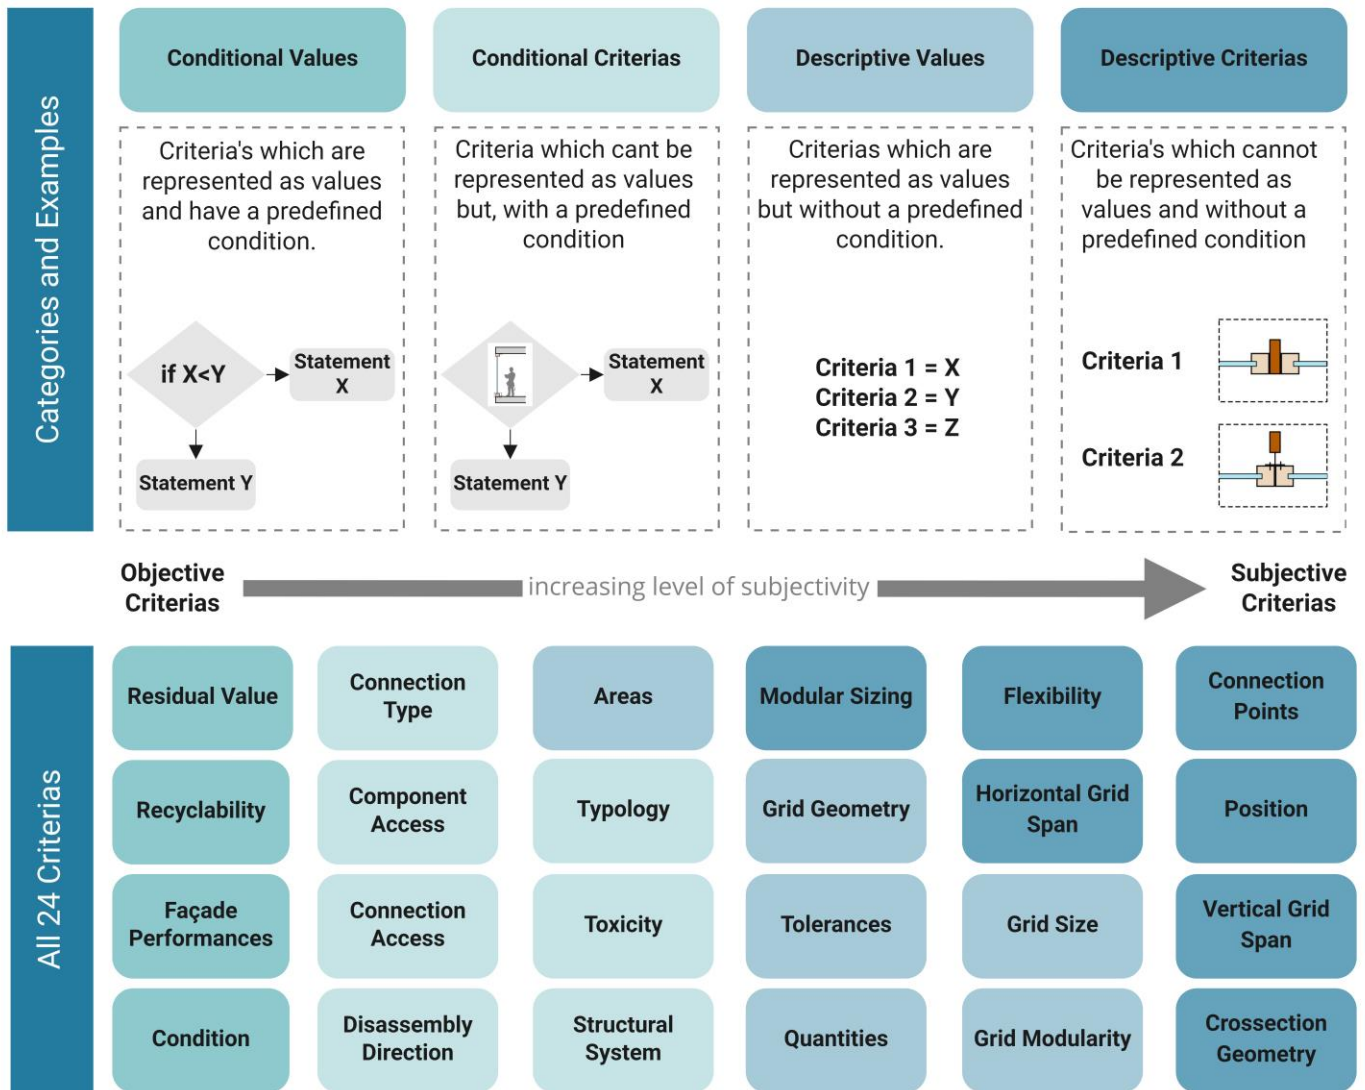 Categories and Examples
Conditional Values
Conditional Criterias
Descriptive Values
Descriptive Criterias
Criteria's which are
represented as values
and have a predefined
condition.
Criteria which cant be
represented as values
but, with a predefined
condition
Criterias which are
represented as values
but without a predefined
condition.
Criteria's which cannot
be represented as
values and without a
predefined condition
if X<Y
Statement
X
Statement Y
Statement
X
Statement Y
Criteria 1 = X
Criteria 2 = Y
Criteria 3 = Z
Criteria 1
Criteria 2
Objective
Criterias
increasing level of subjectivity
Subjective
Criterias
All 24 Criterias
Residual Value
Connection
Type
Areas
Modular Sizing
Flexibility
Connection
Points
Recyclability
Component
Access
Typology
Grid Geometry
Horizontal Grid
Span
Position
Façade
Performances
Connection
Access
Toxicity
Tolerances
Grid Size
Vertical Grid
Span
Condition
Disassembly
Direction
Structural
System
Quantities
Grid Modularity
Crossection
Geometry